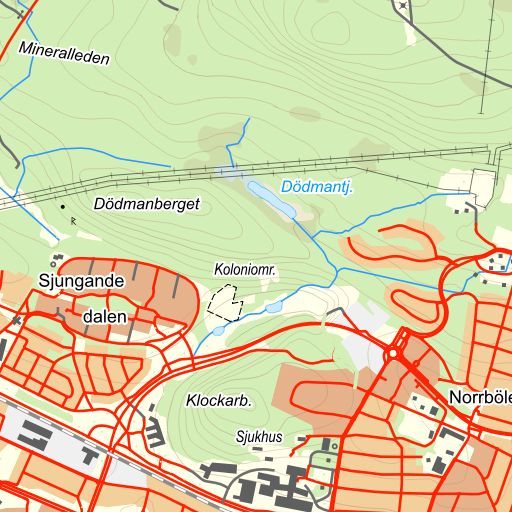 Mineralleden
Dödmantj.
Dödmanberget
R
Koloniomr.
Sjungande
dalen
Klockarb.
Norrböle
Sjukhus